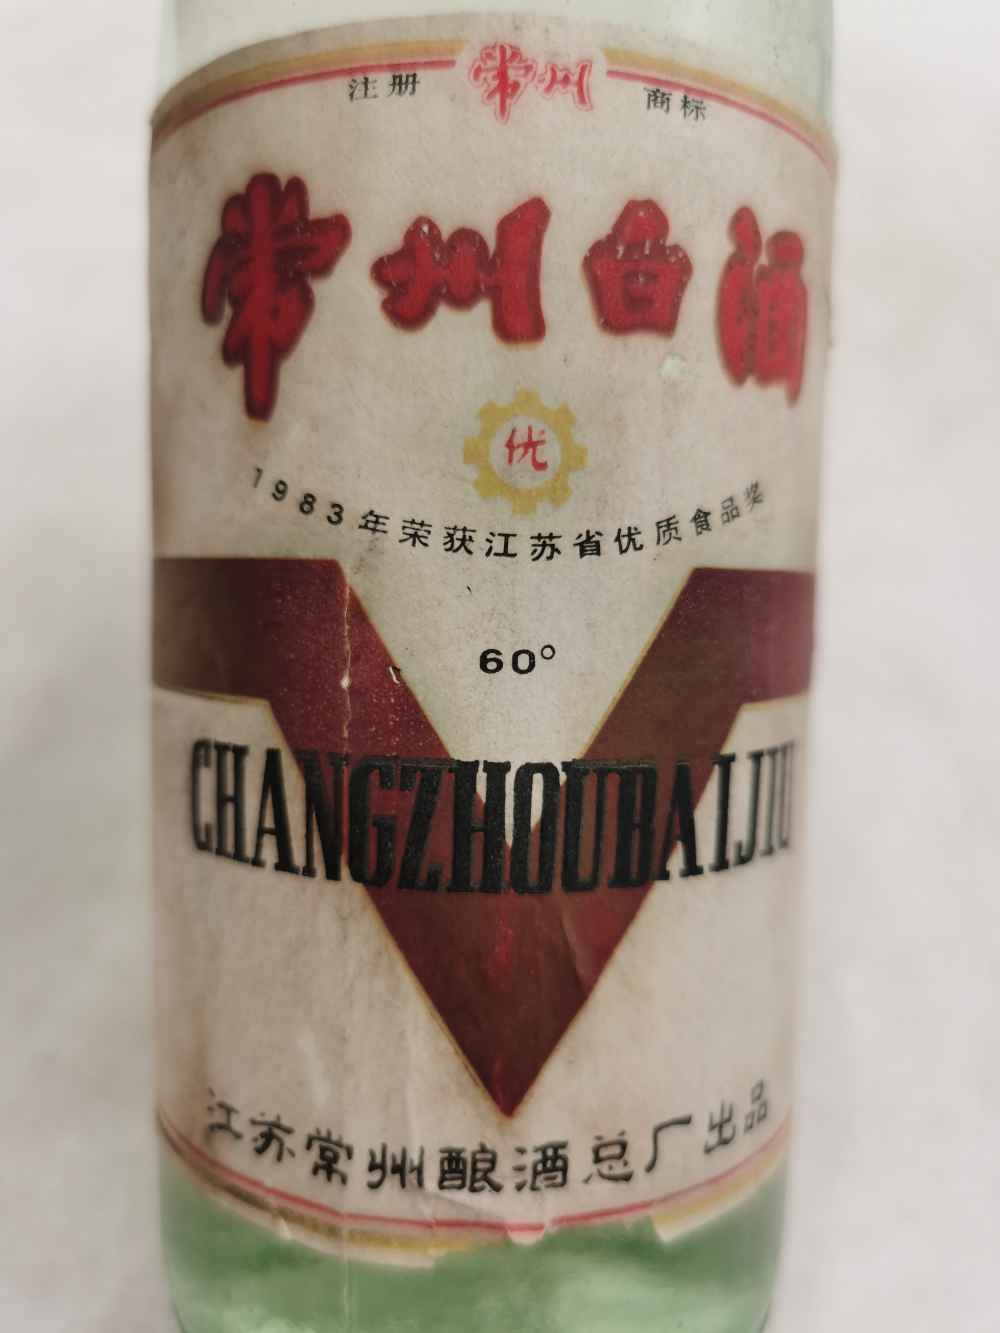 注册 常州 商标
常州白酒
优
1983年荣获江苏省优质食品奖
60°
CHANGZHOUBAIJIU
江苏常州酿酒总厂出品